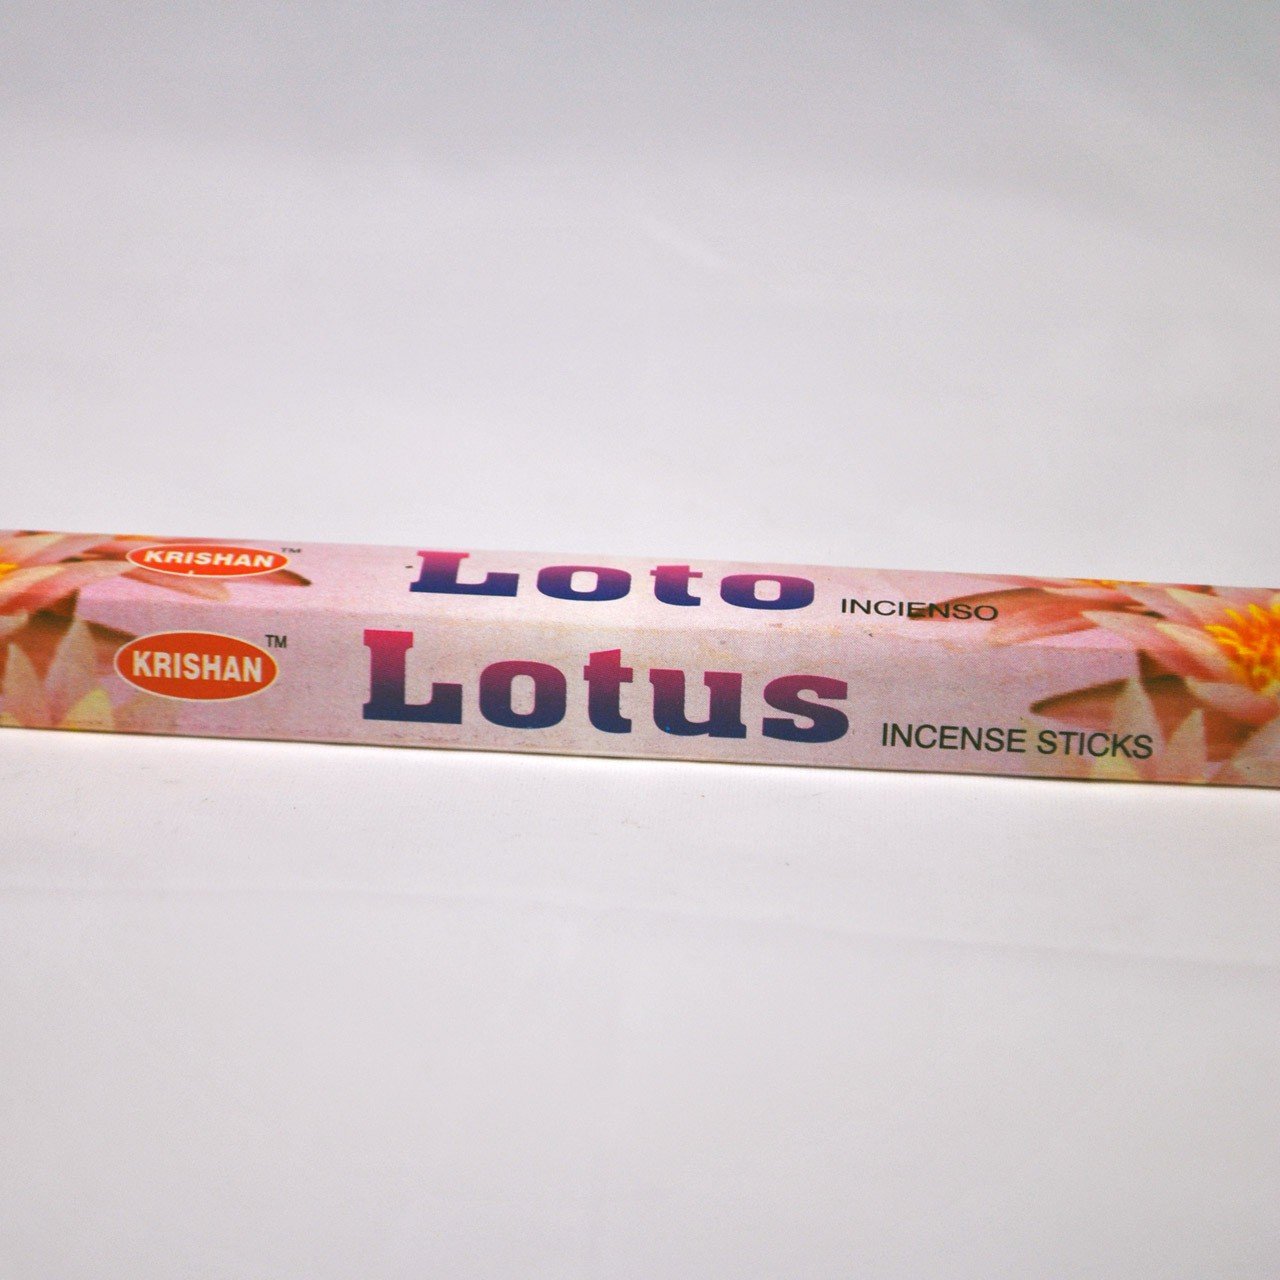 KRISHAN™ Loto INCIENSO
KRISHAN™ Lotus INCENSE STICKS